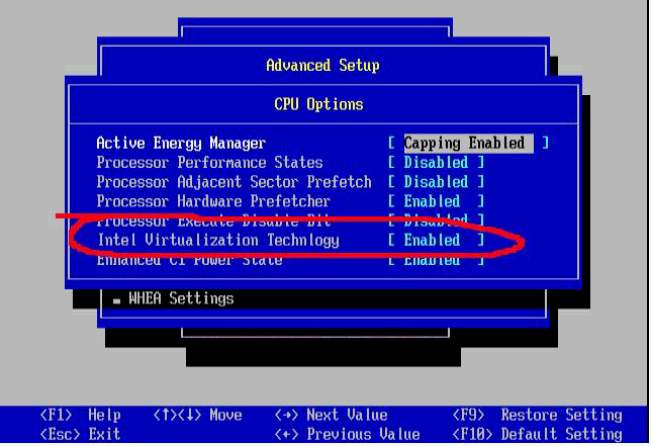 Advanced Setup
CPU Options
Active Energy Manager [ Capping Enabled ]
Processor Performance States [ Disabled ]
Processor Adjacent Sector Prefetch [ Disabled ]
Processor Hardware Prefetcher [ Enabled ]
Processor Execute Disable Bit [ Disabled ]
Intel Virtualization Technlogy [ Enabled ]
Enhanced C1 Power State [ Enabled ]
WHEA Settings
<F1> Help <↑><↓> Move <→> Next Value <F9> Restore Setting
<Esc> Exit <←> Previous Value <F10> Default Setting